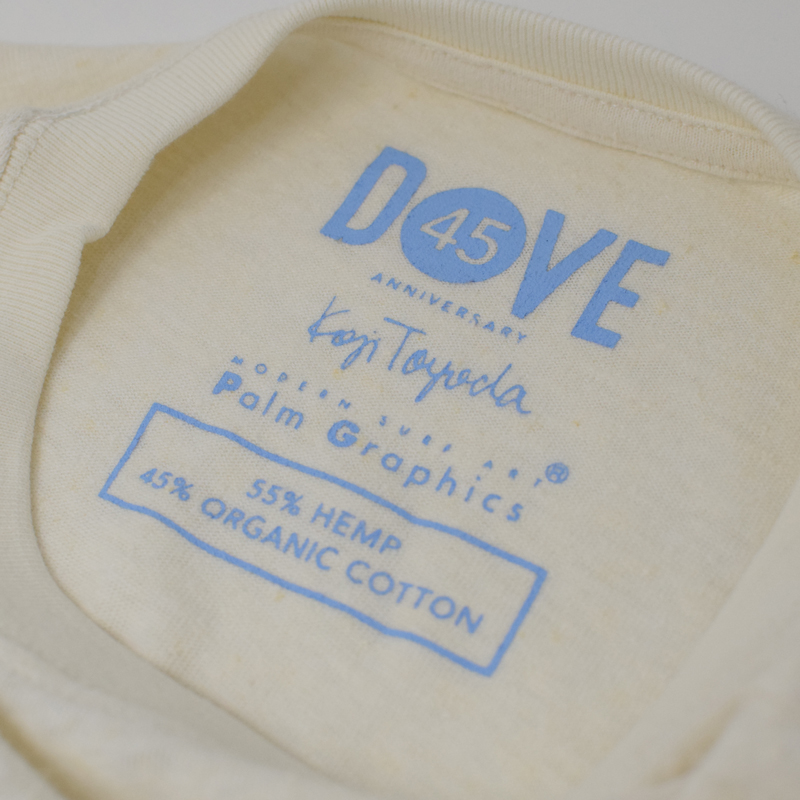 DOVE
45
ANNIVERSARY
Koji Toyoda
MODERN SURF ART
Palm Graphics®
55% HEMP
45% ORGANIC COTTON